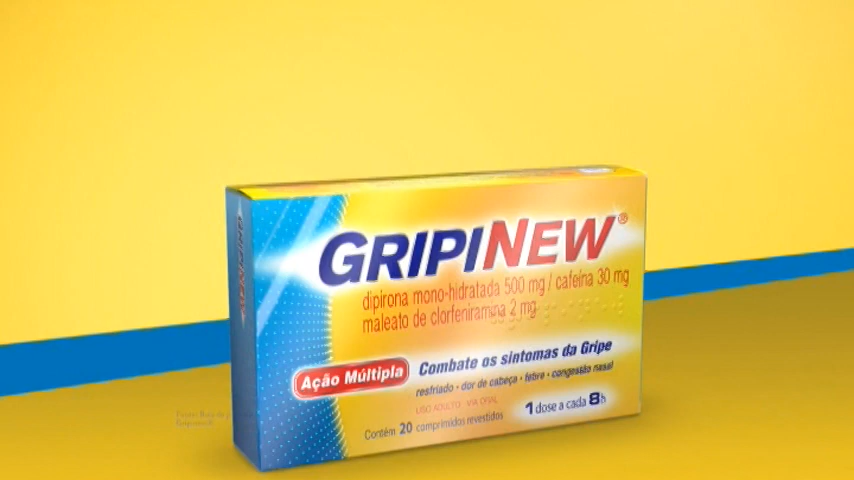 GRIPINEW®
dipirona mono-hidratada 500 mg / cafeína 30 mg
maleato de clorfeniramina 2 mg
Ação Múltipla
Combate os sintomas da Gripe
resfriado • dor de cabeça • febre • congestão nasal
USO ADULTO - VIA ORAL
Contém 20 comprimidos revestidos
1 dose a cada 8h
GRIPINEW